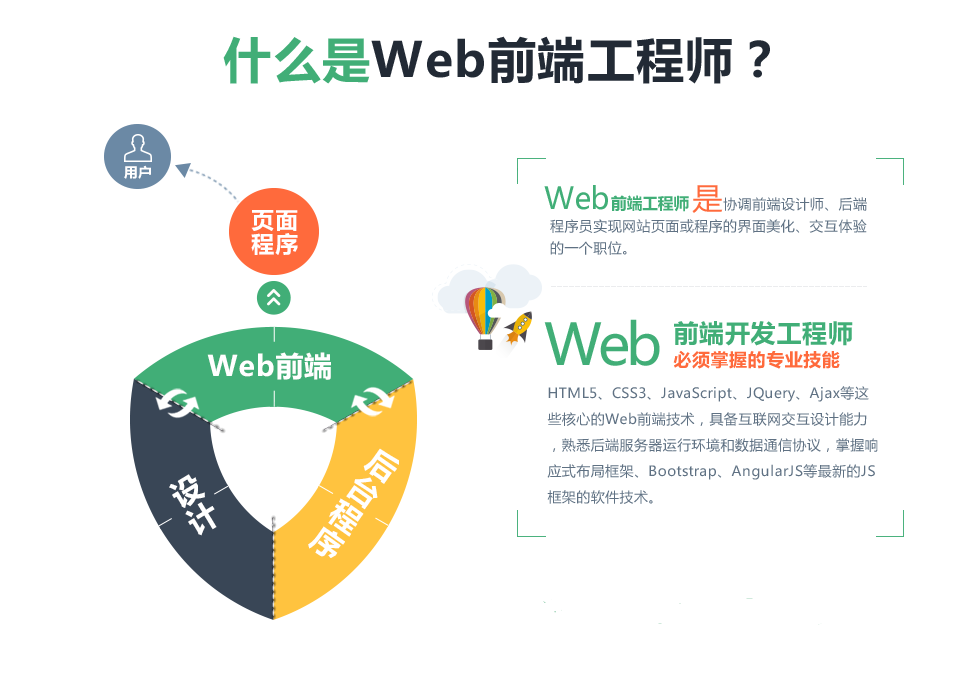 什么是Web前端工程师？
用户
页面
程序
Web前端
设计
后台程序
Web前端工程师是协调前端设计师、后端
程序员实现网站页面或程序的界面美化、交互体验
的一个职位。
Web 前端开发工程师
必须掌握的专业技能
HTML5、CSS3、JavaScript、JQuery、Ajax等这
些核心的Web前端技术，具备互联网交互设计能力
，熟悉后端服务器运行环境和数据通信协议，掌握响
应式布局框架、Bootstrap、AngularJS等最新的JS
框架的软件技术。